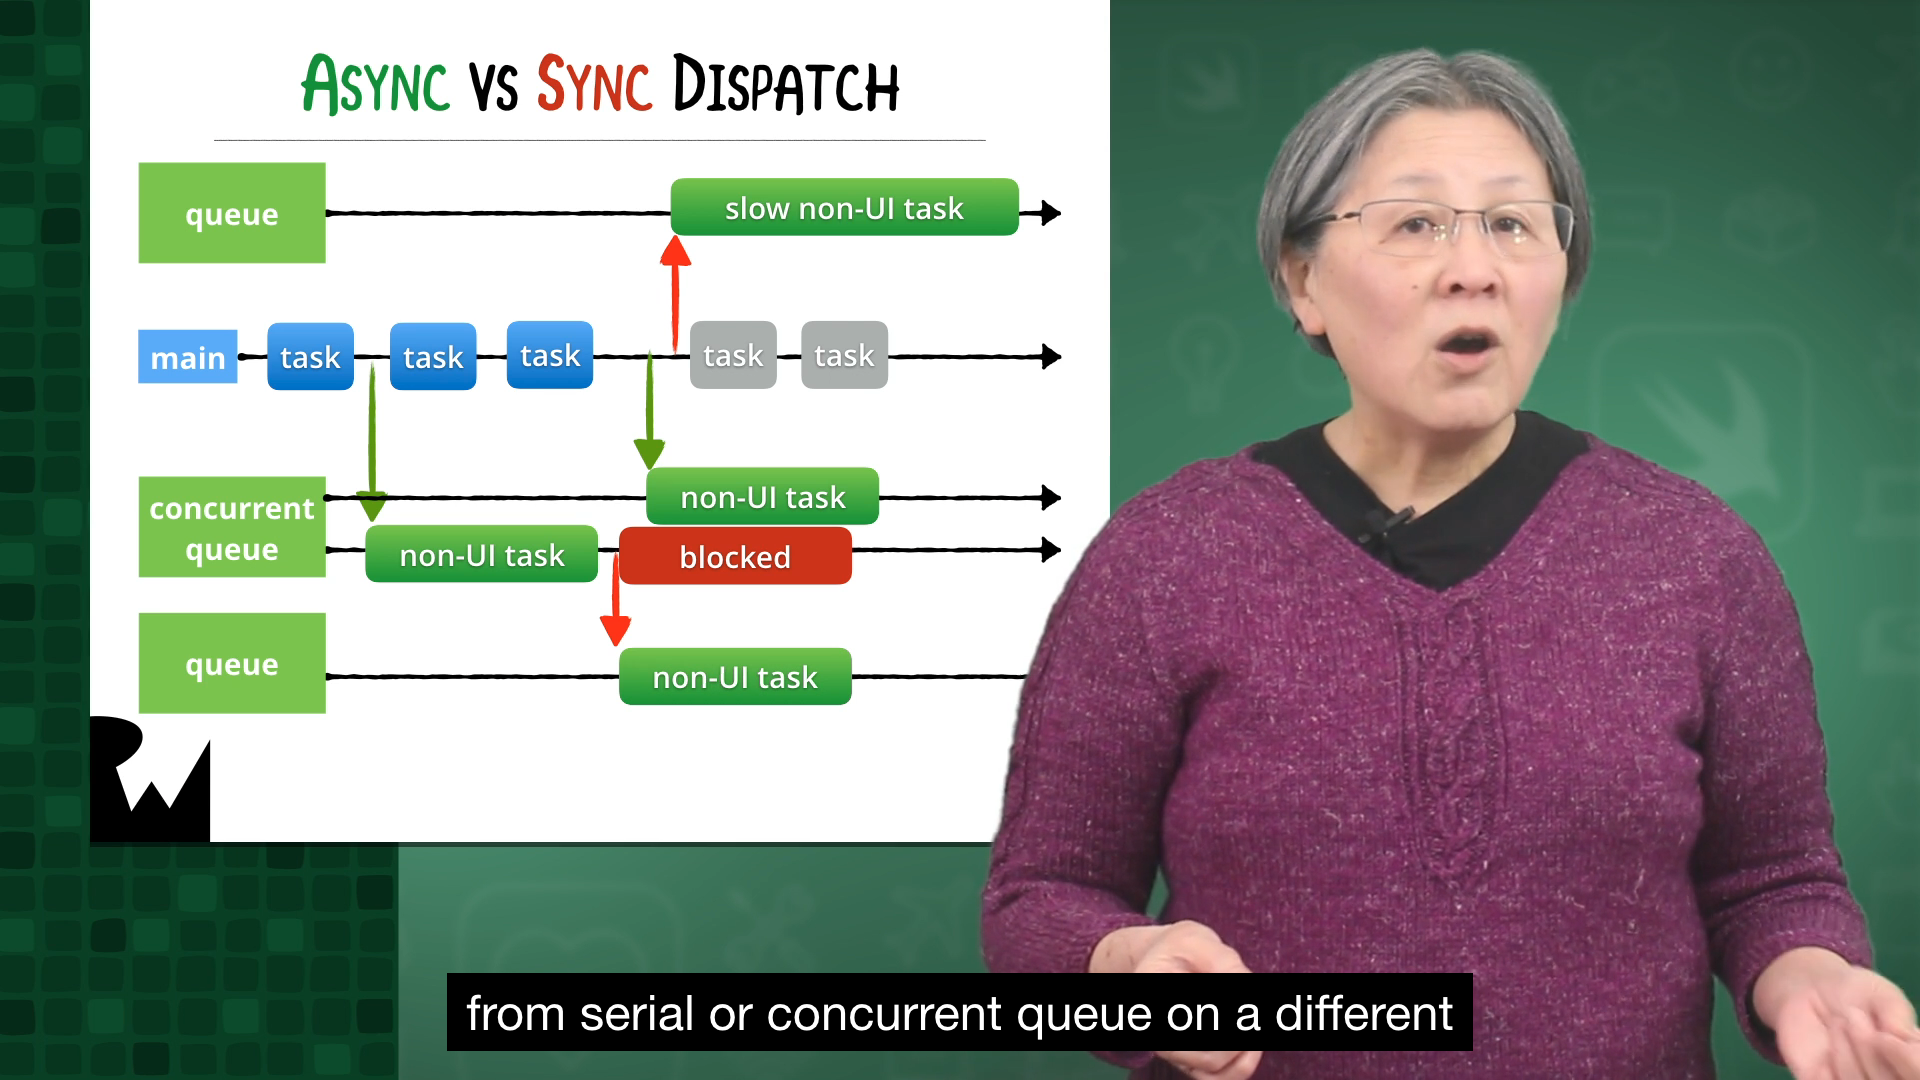 Async vs Sync Dispatch
queue
slow non-UI task
main
task
task
task
task
task
concurrent
queue
non-UI task
non-UI task
blocked
queue
non-UI task
from serial or concurrent queue on a different